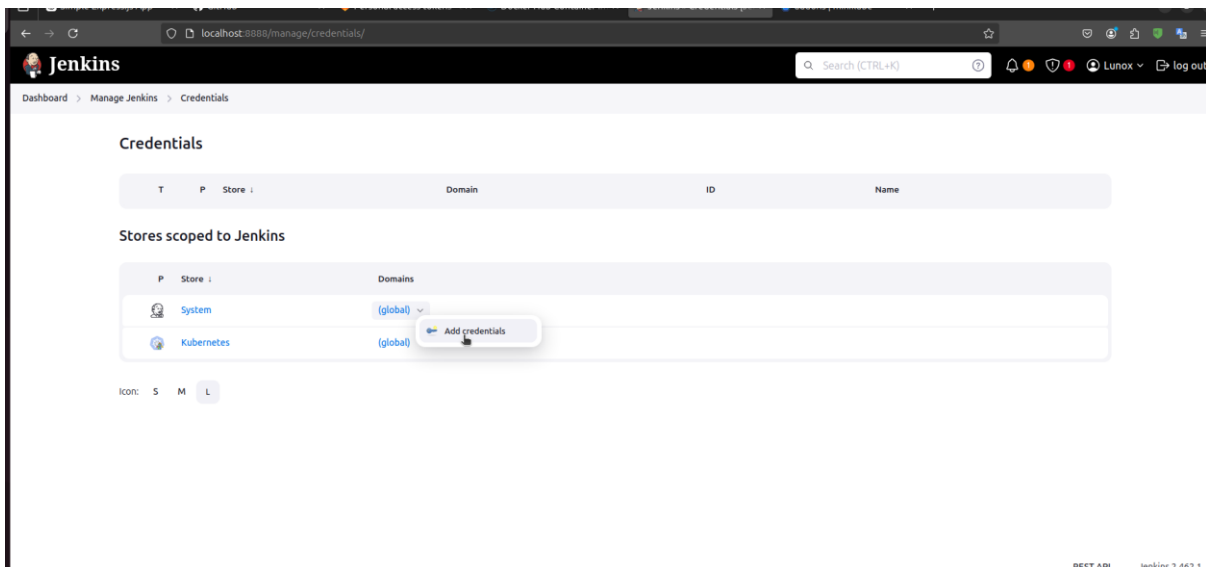 localhost:8888/manage/credentials/
Jenkins
Search (CTRL+K)
1
1
Lunox
log out
Dashboard > Manage Jenkins > Credentials
Credentials
T P Store ↓ Domain ID Name
Stores scoped to Jenkins
P Store ↓ Domains
System (global)
Add credentials
Kubernetes (global)
Icon: S M L
REST API Jenkins 2.462.1